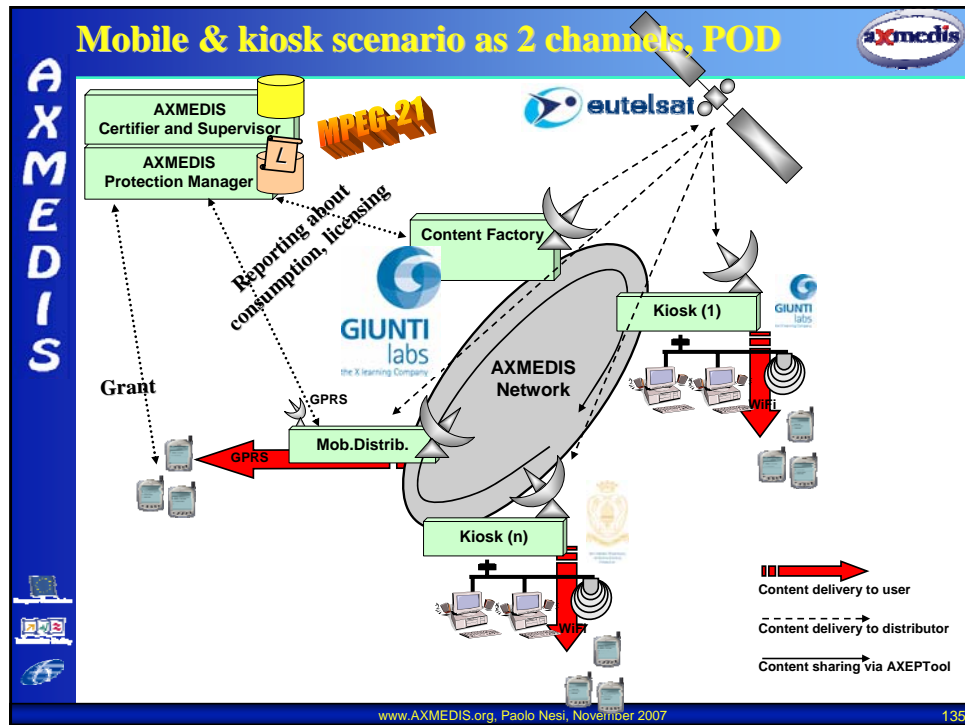 Mobile & kiosk scenario as 2 channels, POD
axmedis
AXMEDIS
AXMEDIS
Certifier and Supervisor
AXMEDIS
Protection Manager
L
MPEG-21
eutelsat
Reporting about
consumption, licensing
Content Factory
GIUNTI
labs
the X learning Company
Kiosk (1)
GIUNTI
labs
AXMEDIS
Network
WiFi
Grant
GPRS
Mob.Distrib.
GPRS
Kiosk (n)
WiFi
Content delivery to user
Content delivery to distributor
Content sharing via AXEPTool
www.AXMEDIS.org, Paolo Nesi, November 2007
135